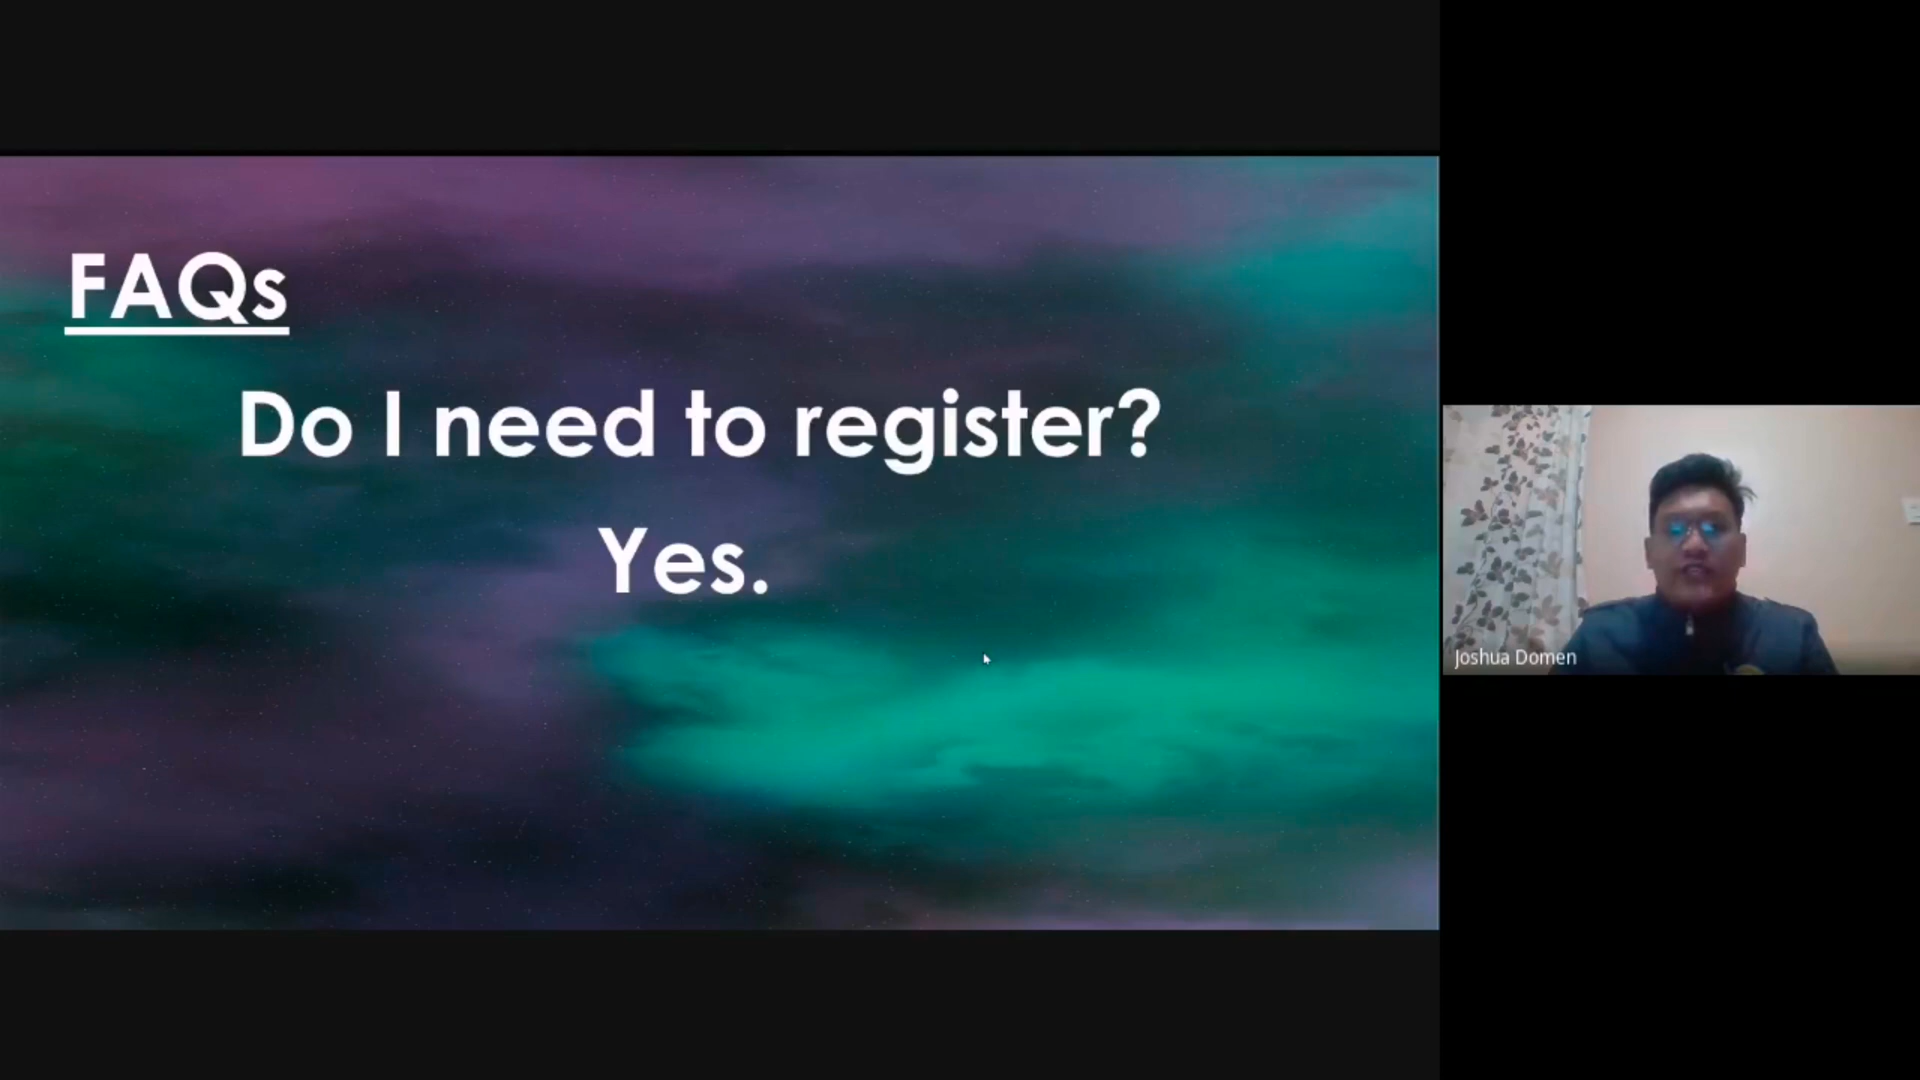 FAQs
Do I need to register?
Yes.
Joshua Domen